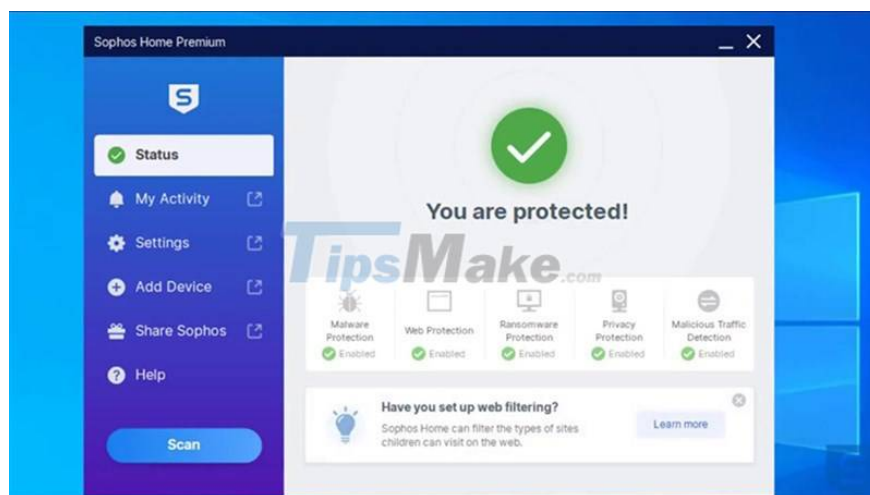 Sophos Home Premium
S
Status
My Activity
Settings
Add Device
Share Sophos
Help
Scan
You are protected!
TipsMake.com
Malware
Protection
Enabled
Web Protection
Enabled
Ransomware
Protection
Enabled
Privacy
Protection
Enabled
Malicious Traffic
Detection
Enabled
Have you set up web filtering?
Sophos Home can filter the types of sites
children can visit on the web.
Learn more